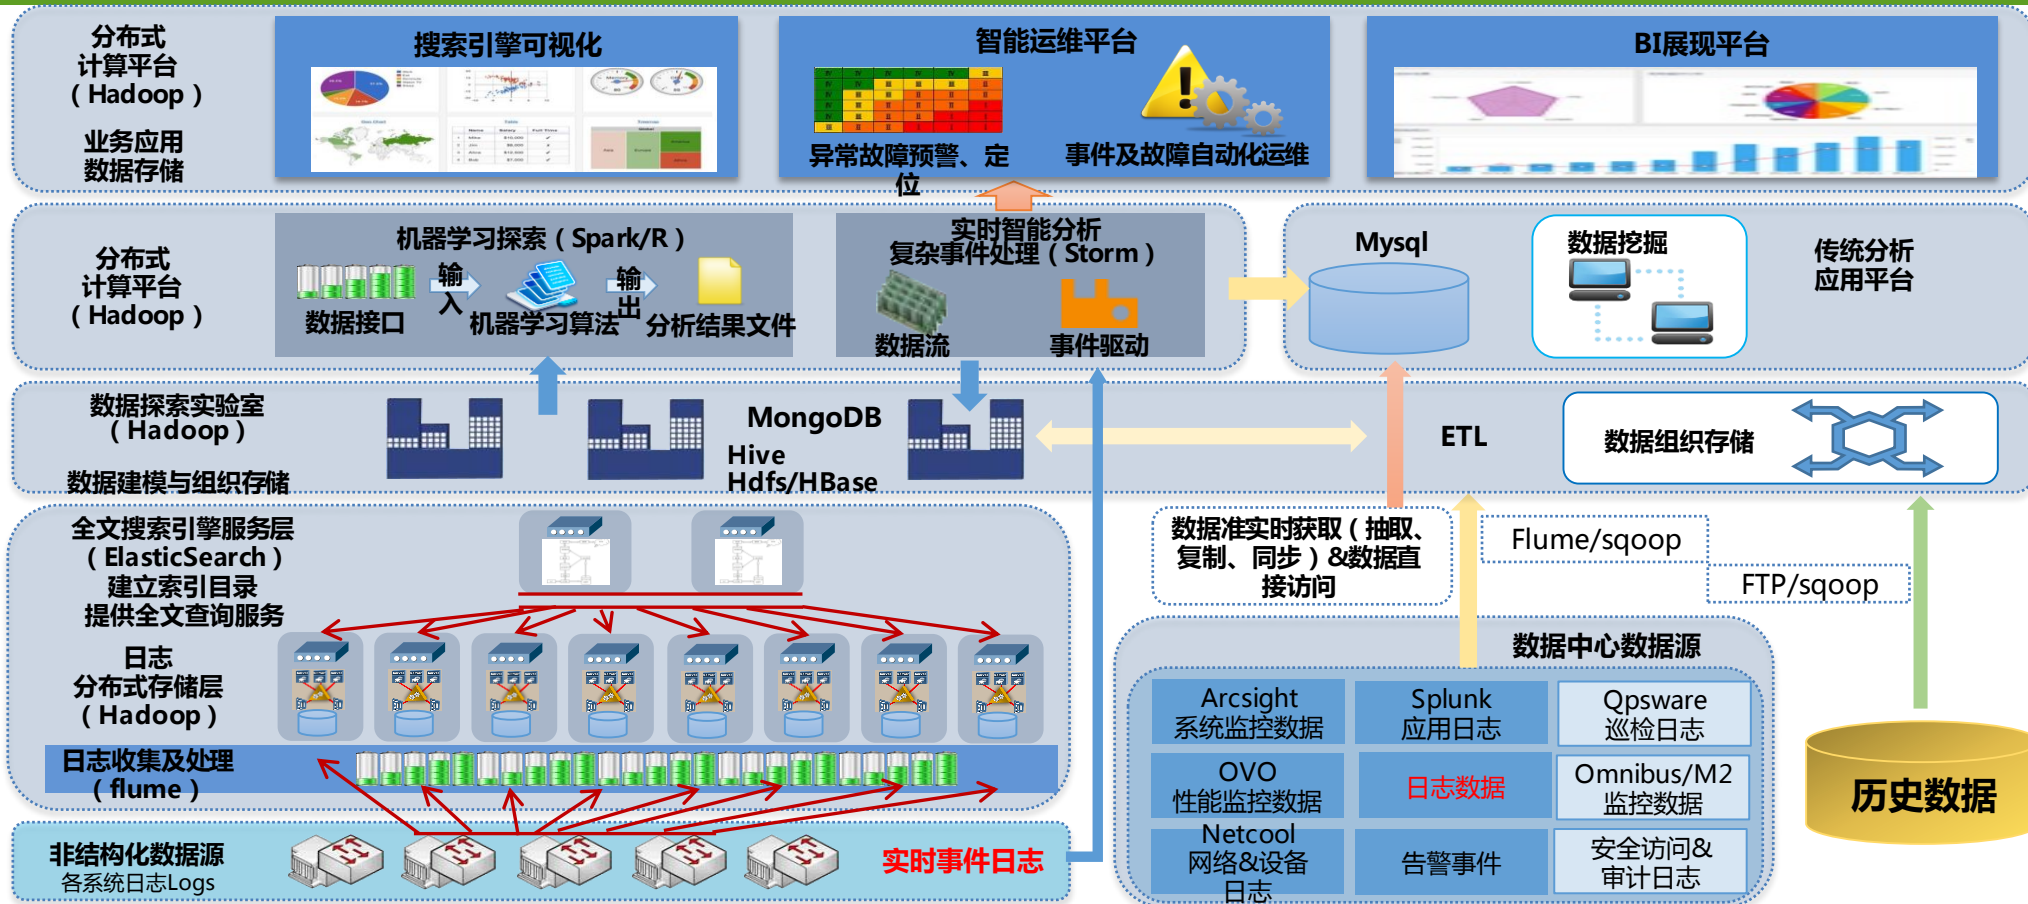 分布式
计算平台
（Hadoop）
业务应用
数据存储
搜索引擎可视化
智能运维平台
异常故障预警、定
位
事件及故障自动化运维
BI展现平台
分布式
计算平台
（Hadoop）
机器学习探索（Spark/R）
数据接口
输
入
机器学习算法
输
出
分析结果文件
实时智能分析
复杂事件处理（Storm）
数据流
事件驱动
Mysql
数据挖掘
传统分析
应用平台
数据探索实验室
（Hadoop）
数据建模与组织存储
MongoDB
Hive
Hdfs/HBase
ETL
数据组织存储
全文搜索引擎服务层
（ElasticSearch）
建立索引目录
提供全文查询服务
日志
分布式存储层
（Hadoop）
日志收集及处理
（flume）
非结构化数据源
各系统日志Logs
实时事件日志
数据准实时获取（抽取、
复制、同步）&数据直
接访问
Flume/sqoop
FTP/sqoop
数据中心数据源
Arcsight
系统监控数据
Splunk
应用日志
Qpsware
巡检日志
OVO
性能监控数据
日志数据
Omnibus/M2
监控数据
Netcool
网络&设备
日志
告警事件
安全访问&
审计日志
历史数据